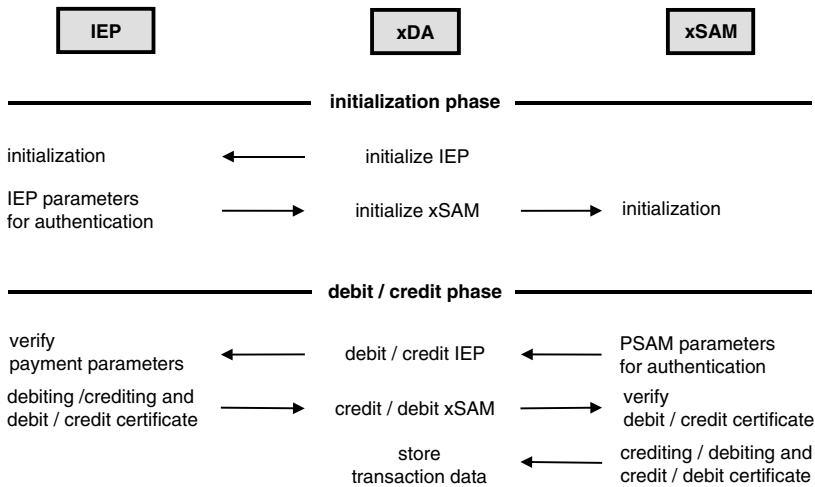 IEP
xDA
xSAM
initialization phase
initialization
initialize IEP
IEP parameters
for authentication
initialize xSAM
initialization
debit / credit phase
verify
payment parameters
debit / credit IEP
PSAM parameters
for authentication
debiting /crediting and
debit / credit certificate
credit / debit xSAM
verify
debit / credit certificate
store
transaction data
crediting / debiting and
credit / debit certificate